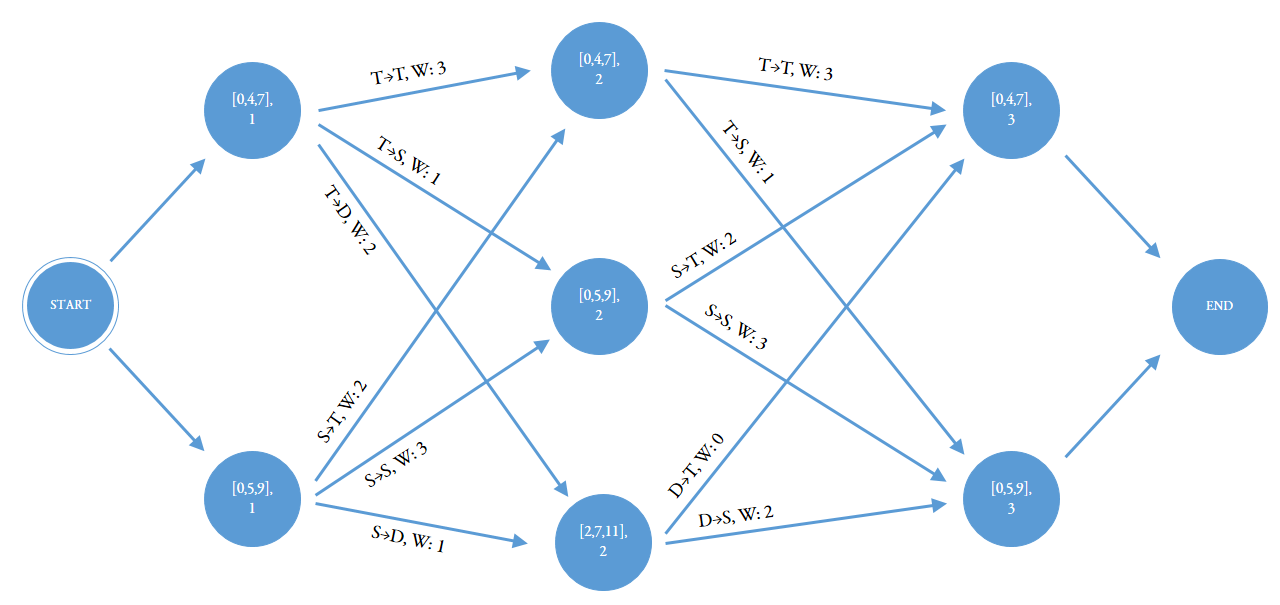 [0,4,7],
2
T→T, W: 3
T→T, W: 3
[0,4,7],
1
[0,4,7],
3
T→S, W: 1
T→S, W: 1
T→D, W: 2
S→T, W: 2
START
[0,5,9],
2
END
S→S, W: 3
S→T, W: 2
S→S, W: 3
D→T, W: 0
[0,5,9],
1
[0,5,9],
3
D→S, W: 2
S→D, W: 1
[2,7,11],
2